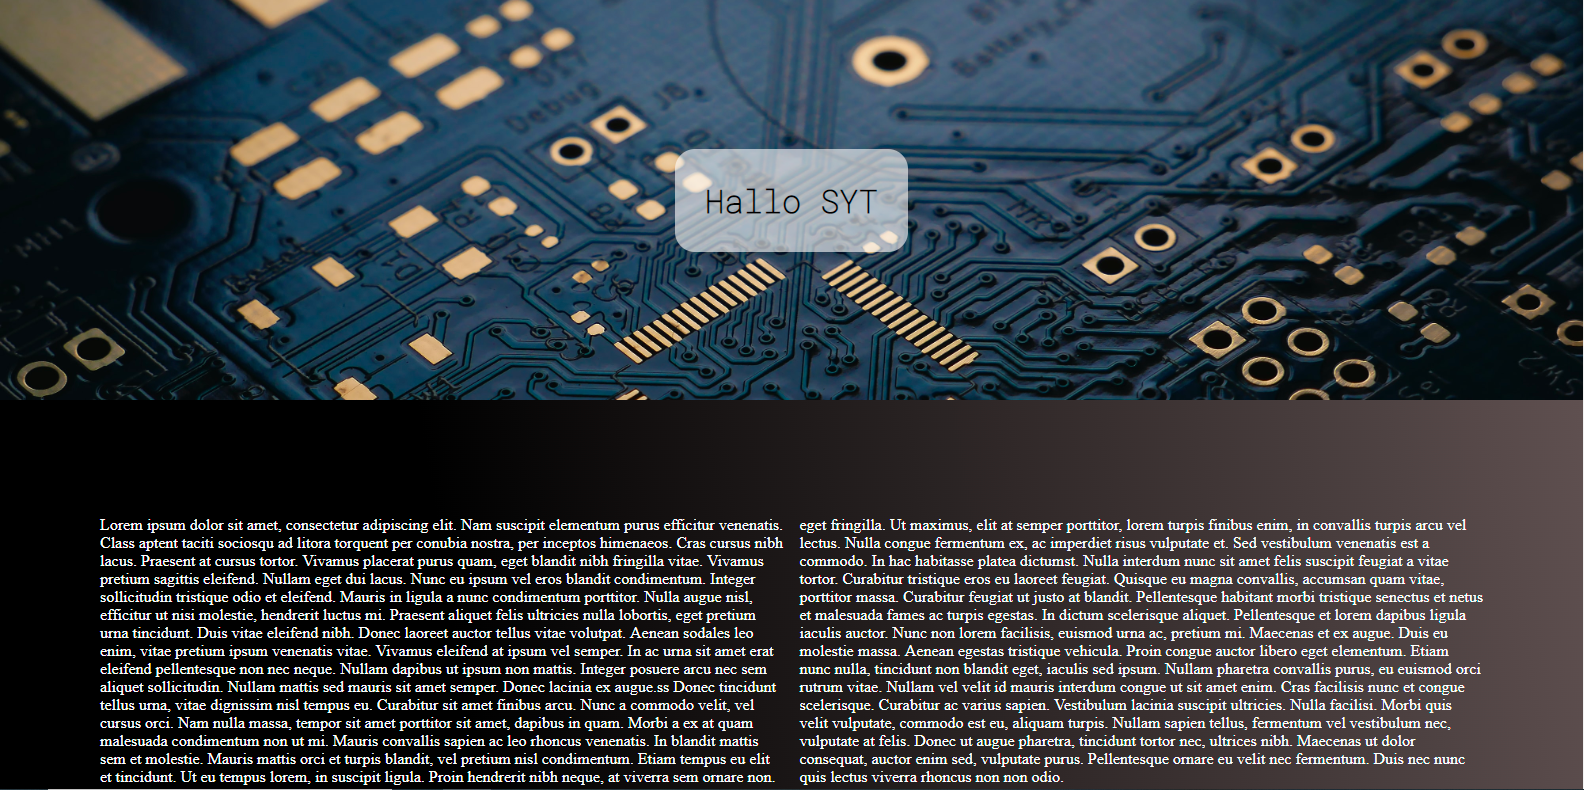 C20
Debug
J8
Battery_C
MH1
Hallo SYT
Lorem ipsum dolor sit amet, consectetur adipiscing elit. Nam suscipit elementum purus efficitur venenatis.
Class aptent taciti sociosqu ad litora torquent per conubia nostra, per inceptos himenaeos. Cras cursus nibh
lacus. Praesent at cursus tortor. Vivamus placerat purus quam, eget blandit nibh fringilla vitae. Vivamus
pretium sagittis eleifend. Nullam eget dui lacus. Nunc eu ipsum vel eros blandit condimentum. Integer
sollicitudin tristique odio et eleifend. Mauris in ligula a nunc condimentum porttitor. Nulla augue nisl,
efficitur ut nisi molestie, hendrerit luctus mi. Praesent aliquet felis ultricies nulla lobortis, eget pretium
urna tincidunt. Duis vitae eleifend nibh. Donec laoreet auctor tellus vitae volutpat. Aenean sodales leo
enim, vitae pretium ipsum venenatis vitae. Vivamus eleifend at ipsum vel semper. In ac urna sit amet erat
eleifend pellentesque non nec neque. Nullam dapibus ut ipsum non mattis. Integer posuere arcu nec sem
aliquet sollicitudin. Nullam mattis sed mauris sit amet semper. Donec lacinia ex augue.ss Donec tincidunt
tellus urna, vitae dignissim nisl tempus eu. Curabitur sit amet finibus arcu. Nunc a commodo velit, vel
cursus orci. Nam nulla massa, tempor sit amet porttitor sit amet, dapibus in quam. Morbi a ex at quam
malesuada condimentum non ut mi. Mauris convallis sapien ac leo rhoncus venenatis. In blandit mattis
sem et molestie. Mauris mattis orci et turpis blandit, vel pretium nisl condimentum. Etiam tempus eu elit
et tincidunt. Ut eu tempus lorem, in suscipit ligula. Proin hendrerit nibh neque, at viverra sem ornare non.
eget fringilla. Ut maximus, elit at semper porttitor, lorem turpis finibus enim, in convallis turpis arcu vel
lectus. Nulla congue fermentum ex, ac imperdiet risus vulputate et. Sed vestibulum venenatis est a
commodo. In hac habitasse platea dictumst. Nulla interdum nunc sit amet felis suscipit feugiat a vitae
tortor. Curabitur tristique eros eu laoreet feugiat. Quisque eu magna convallis, accumsan quam vitae,
porttitor massa. Curabitur feugiat ut justo at blandit. Pellentesque habitant morbi tristique senectus et netus
et malesuada fames ac turpis egestas. In dictum scelerisque aliquet. Pellentesque et lorem dapibus ligula
iaculis auctor. Nunc non lorem facilisis, euismod urna ac, pretium mi. Maecenas et ex augue. Duis eu
molestie massa. Aenean egestas tristique vehicula. Proin congue auctor libero eget elementum. Etiam
nunc nulla, tincidunt non blandit eget, iaculis sed ipsum. Nullam pharetra convallis purus, eu euismod orci
rutrum vitae. Nullam vel velit id mauris interdum congue ut sit amet enim. Cras facilisis nunc et congue
scelerisque. Curabitur ac varius sapien. Vestibulum lacinia suscipit ultricies. Nulla facilisi. Morbi quis
velit vulputate, commodo est eu, aliquam turpis. Nullam sapien tellus, fermentum vel vestibulum nec,
vulputate at felis. Donec ut augue pharetra, tincidunt tortor nec, ultrices nibh. Maecenas ut dolor
consequat, auctor enim sed, vulputate purus. Pellentesque ornare eu velit nec fermentum. Duis nec nunc
quis lectus viverra rhoncus non non odio.